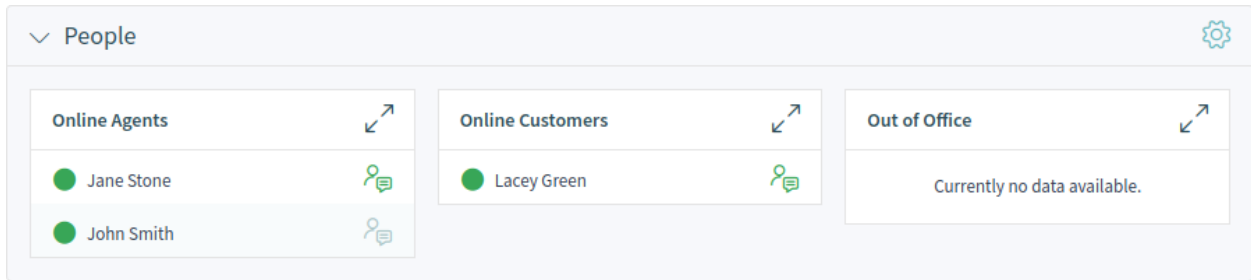 People
Online Agents
Jane Stone
John Smith
Online Customers
Lacey Green
Out of Office
Currently no data available.